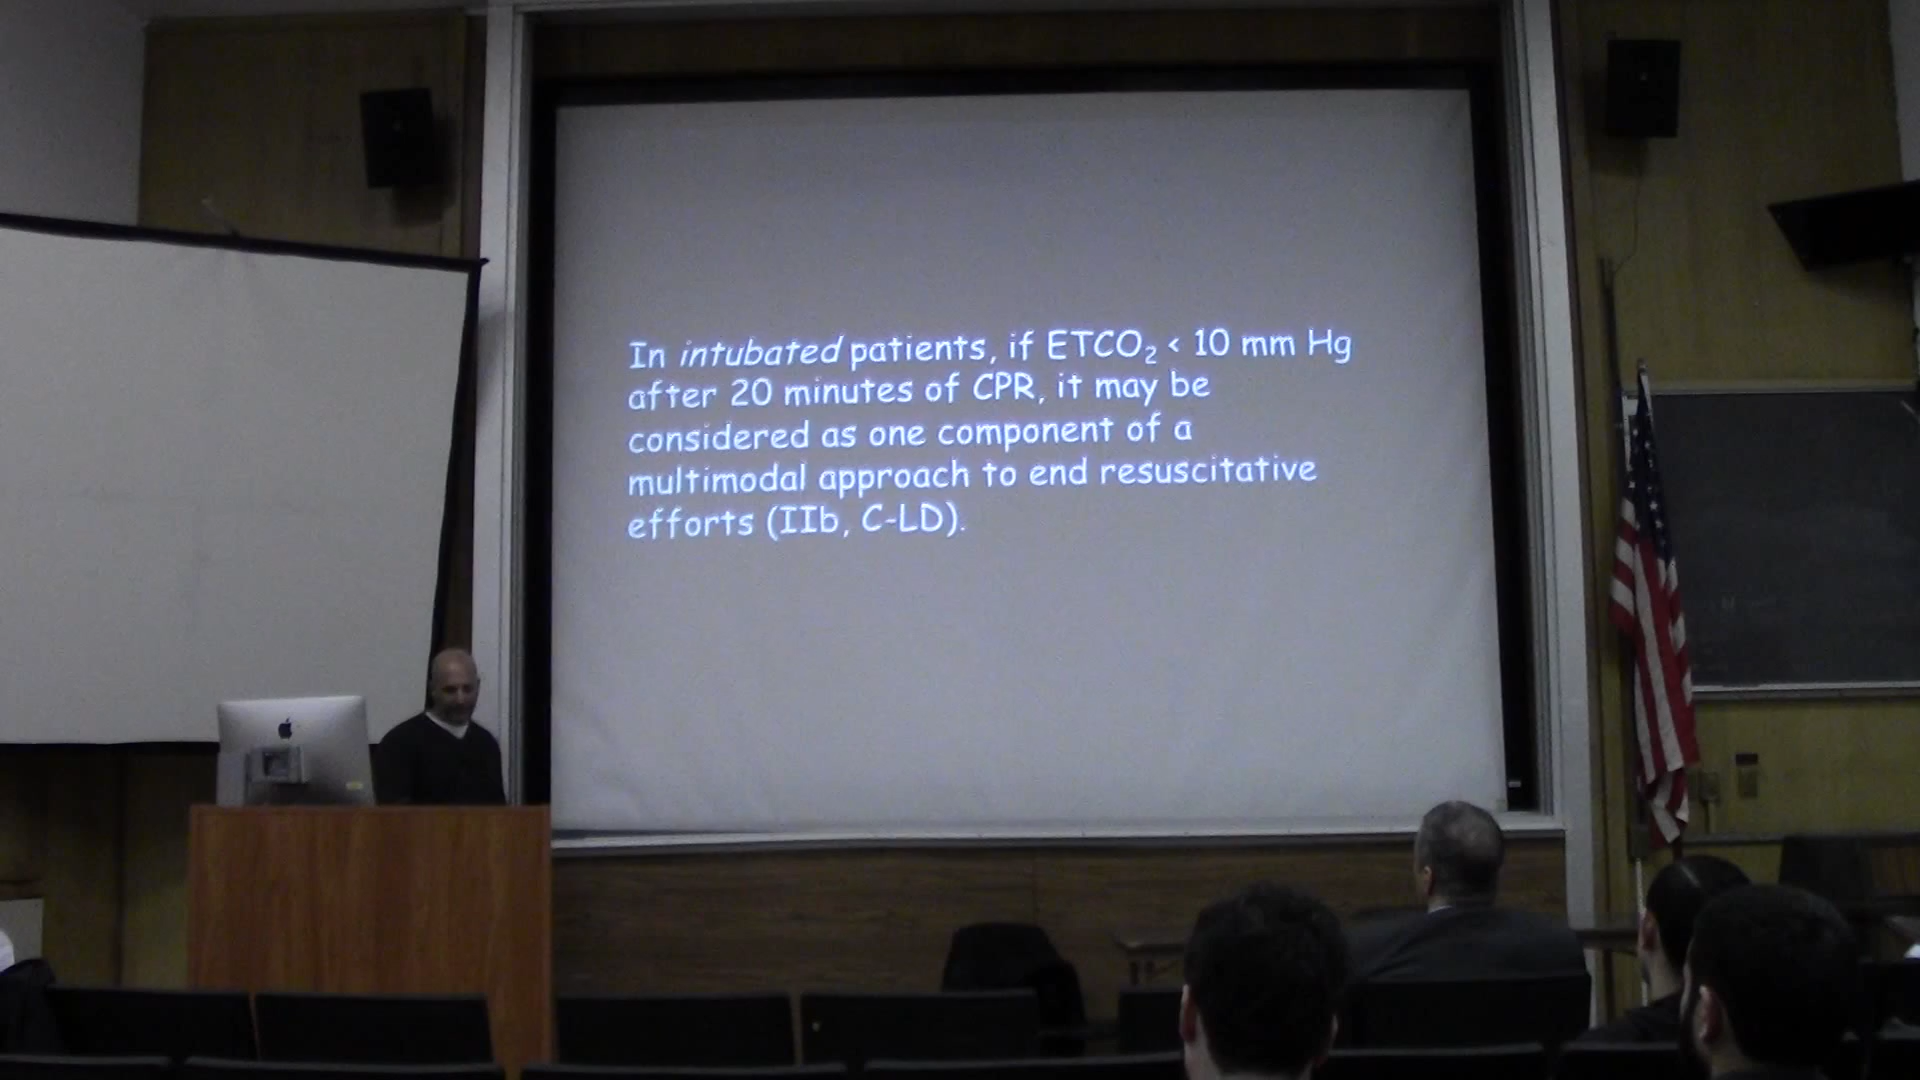 In intubated patients, if ETCO₂ < 10 mm Hg
after 20 minutes of CPR, it may be
considered as one component of a
multimodal approach to end resuscitative
efforts (IIb, C-LD).